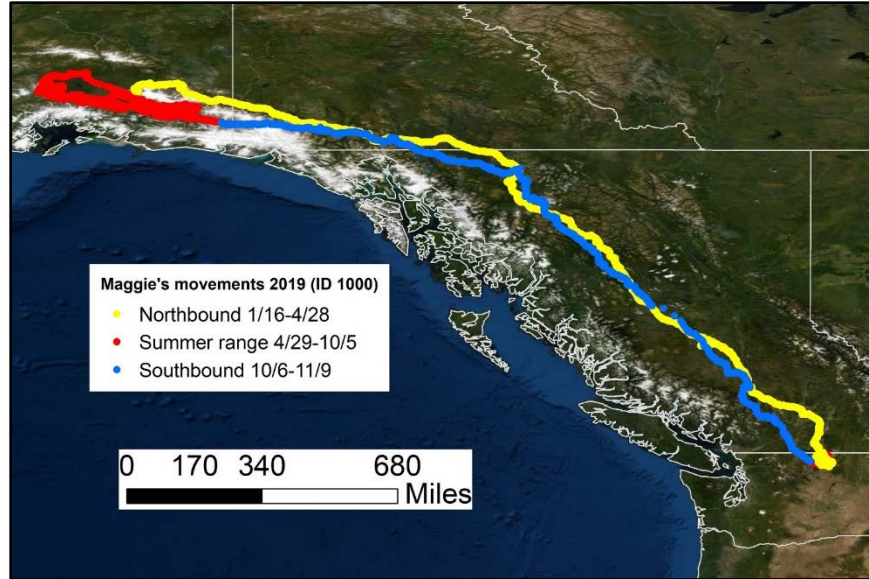 Maggie's movements 2019 (ID 1000)
Northbound 1/16-4/28
Summer range 4/29-10/5
Southbound 10/6-11/9
0 170 340 680
Miles